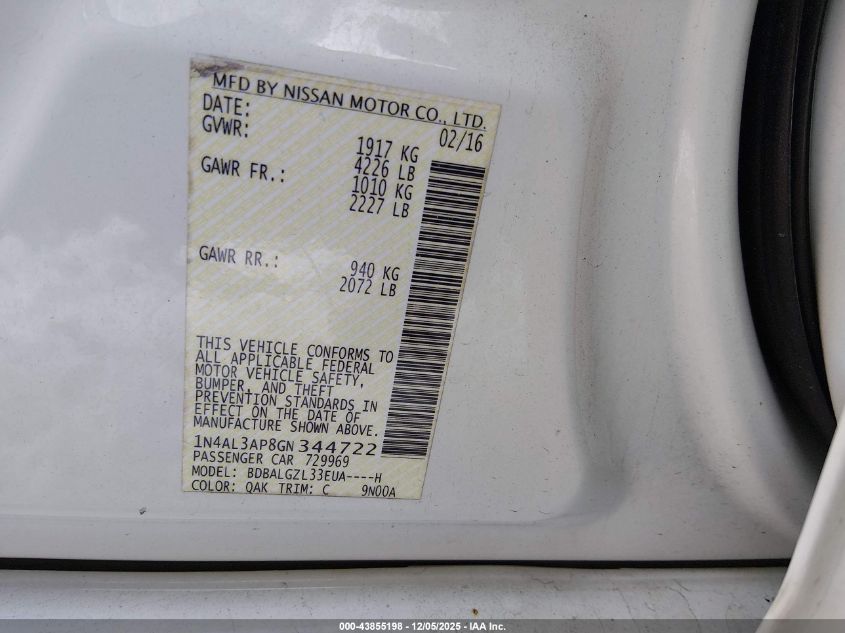 MFD BY NISSAN MOTOR CO., LTD.
DATE: 02/16
GVWR: 1917 KG
4226 LB
GAWR FR.: 1010 KG
2227 LB
GAWR RR.: 940 KG
2072 LB
THIS VEHICLE CONFORMS TO
ALL APPLICABLE FEDERAL
MOTOR VEHICLE SAFETY,
BUMPER, AND THEFT
PREVENTION STANDARDS IN
EFFECT ON THE DATE OF
MANUFACTURE SHOWN ABOVE.
1N4AL3AP8GN344722
PASSENGER CAR 729969
MODEL: BDBALGZL33EUA----H
COLOR: QAK TRIM: C 9N00A
000-43855198 - 12/05/2025 - IAA Inc.